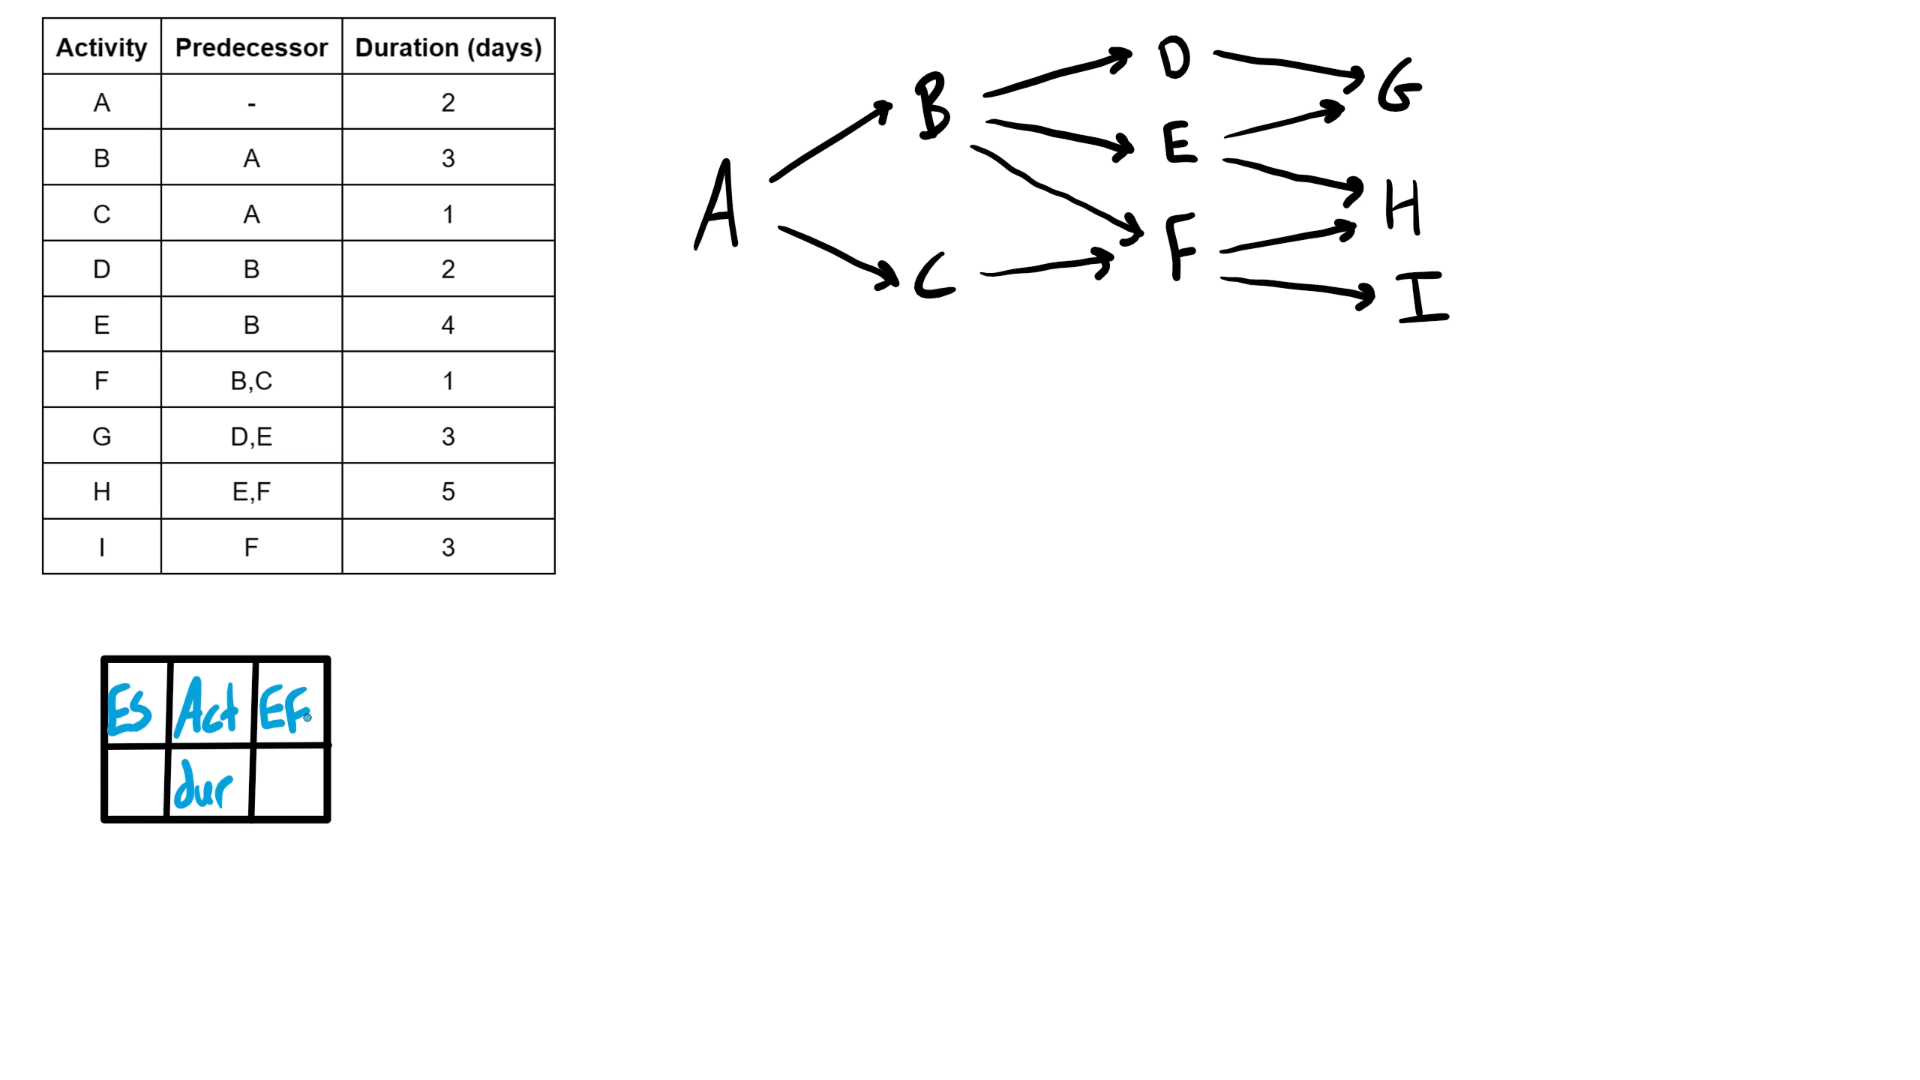 Activity Predecessor Duration (days)
A - 2
B A 3
C A 1
D B 2
E B 4
F B,C 1
G D,E 3
H E,F 5
I F 3
A
B
C
D
E
F
G
H
I
Es Act EF
dur